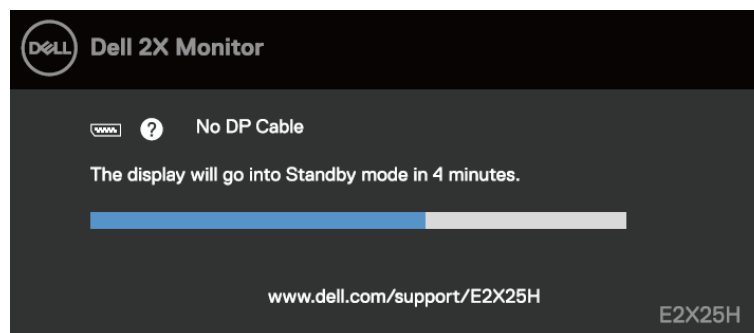 DELL Dell 2X Monitor
? No DP Cable
The display will go into Standby mode in 4 minutes.
www.dell.com/support/E2X25H
E2X25H